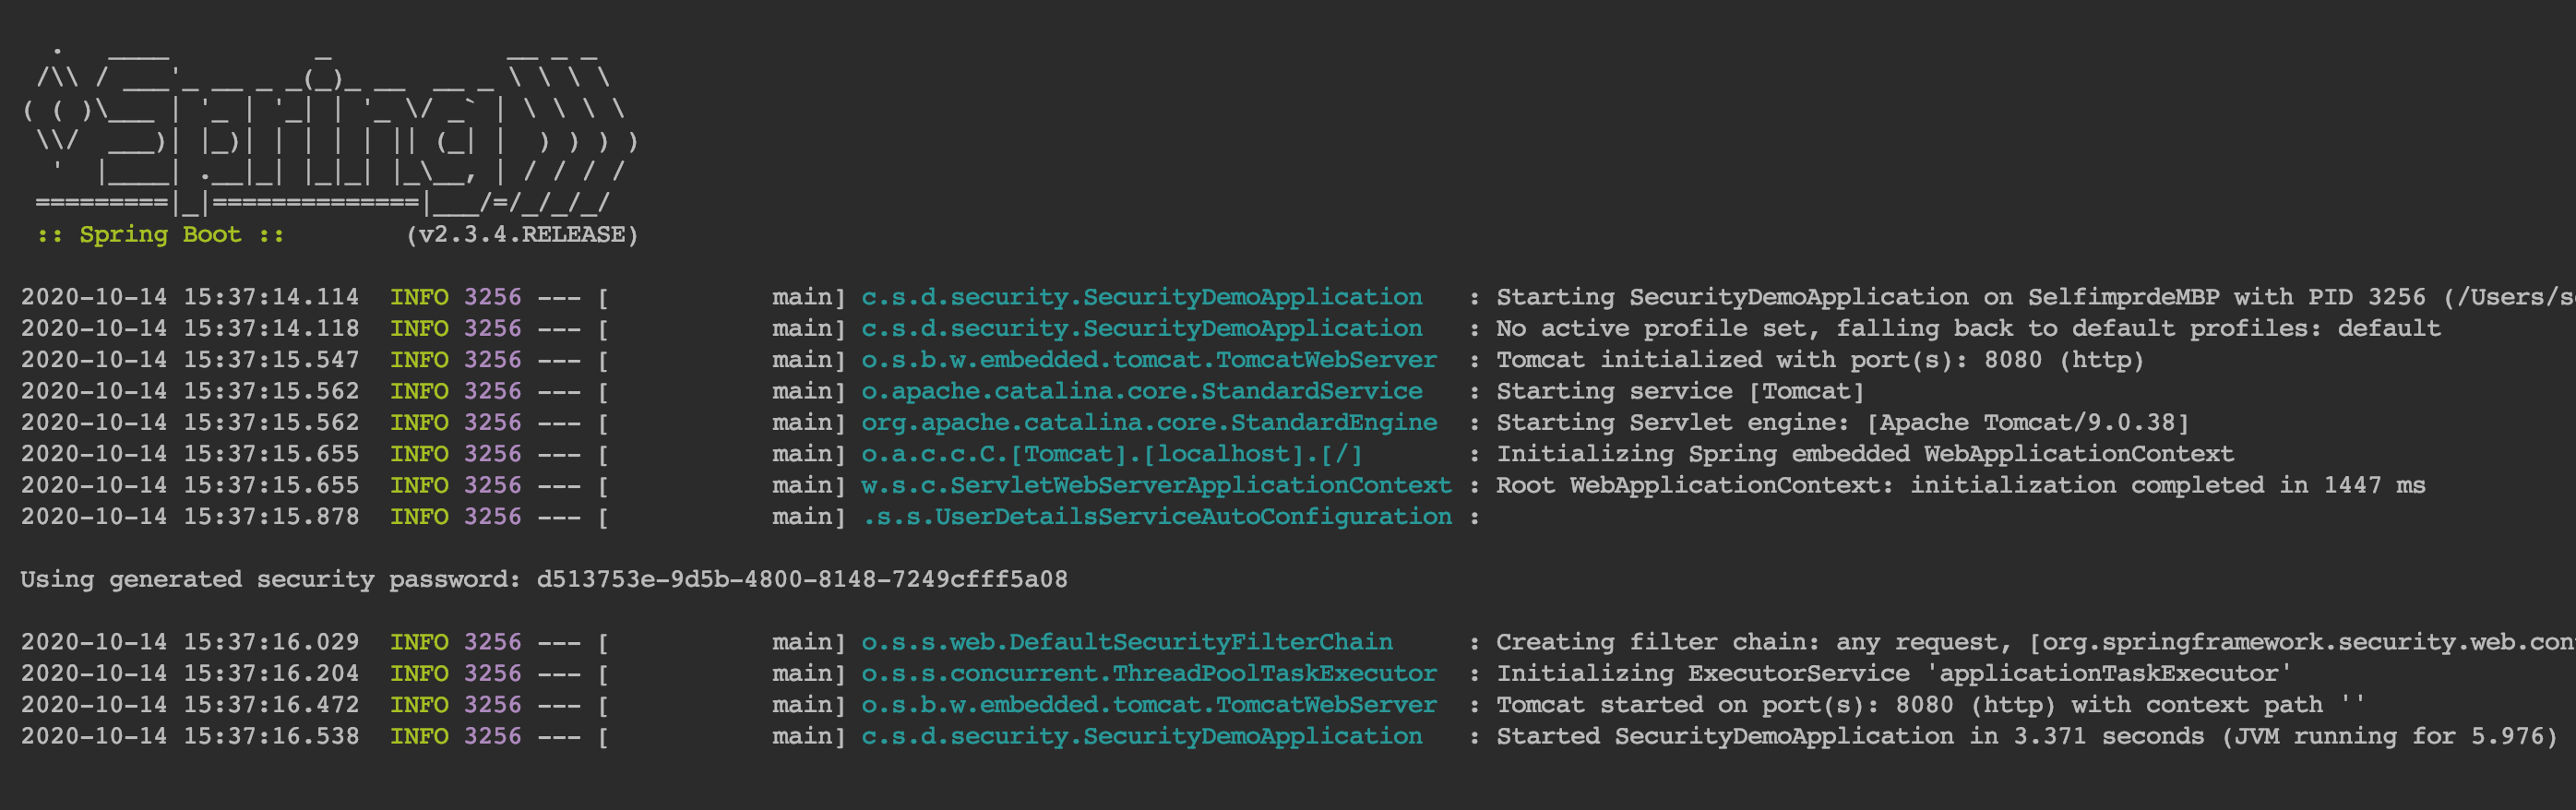 .   ____          _            __ _ _
 /\\ / ___'_ __ _ _(_)_ __  __ _ \ \ \ \
( ( )\___ | '_ | '_| | '_ \/ _` | \ \ \ \
 \\/  ___)| |_)| | | | | || (_| |  ) ) ) )
  '  |____| .__|_| |_|_| |_\__, | / / / /
 =========|_|==============|___/=/_/_/_/
 :: Spring Boot ::        (v2.3.4.RELEASE)
2020-10-14 15:37:14.114  INFO 3256 --- [           main] c.s.d.security.SecurityDemoApplication   : Starting SecurityDemoApplication on SelfimprdeMBP with PID 3256 (/Users/s
2020-10-14 15:37:14.118  INFO 3256 --- [           main] c.s.d.security.SecurityDemoApplication   : No active profile set, falling back to default profiles: default
2020-10-14 15:37:15.547  INFO 3256 --- [           main] o.s.b.w.embedded.tomcat.TomcatWebServer  : Tomcat initialized with port(s): 8080 (http)
2020-10-14 15:37:15.562  INFO 3256 --- [           main] o.apache.catalina.core.StandardService   : Starting service [Tomcat]
2020-10-14 15:37:15.562  INFO 3256 --- [           main] org.apache.catalina.core.StandardEngine  : Starting Servlet engine: [Apache Tomcat/9.0.38]
2020-10-14 15:37:15.655  INFO 3256 --- [           main] o.a.c.c.C.[Tomcat].[localhost].[/]       : Initializing Spring embedded WebApplicationContext
2020-10-14 15:37:15.655  INFO 3256 --- [           main] w.s.c.ServletWebServerApplicationContext : Root WebApplicationContext: initialization completed in 1447 ms
2020-10-14 15:37:15.878  INFO 3256 --- [           main] .s.s.UserDetailsServiceAutoConfiguration :
Using generated security password: d513753e-9d5b-4800-8148-7249cfff5a08
2020-10-14 15:37:16.029  INFO 3256 --- [           main] o.s.s.web.DefaultSecurityFilterChain     : Creating filter chain: any request, [org.springframework.security.web.con
2020-10-14 15:37:16.204  INFO 3256 --- [           main] o.s.s.concurrent.ThreadPoolTaskExecutor  : Initializing ExecutorService 'applicationTaskExecutor'
2020-10-14 15:37:16.472  INFO 3256 --- [           main] o.s.b.w.embedded.tomcat.TomcatWebServer  : Tomcat started on port(s): 8080 (http) with context path ''
2020-10-14 15:37:16.538  INFO 3256 --- [           main] c.s.d.security.SecurityDemoApplication   : Started SecurityDemoApplication in 3.371 seconds (JVM running for 5.976)